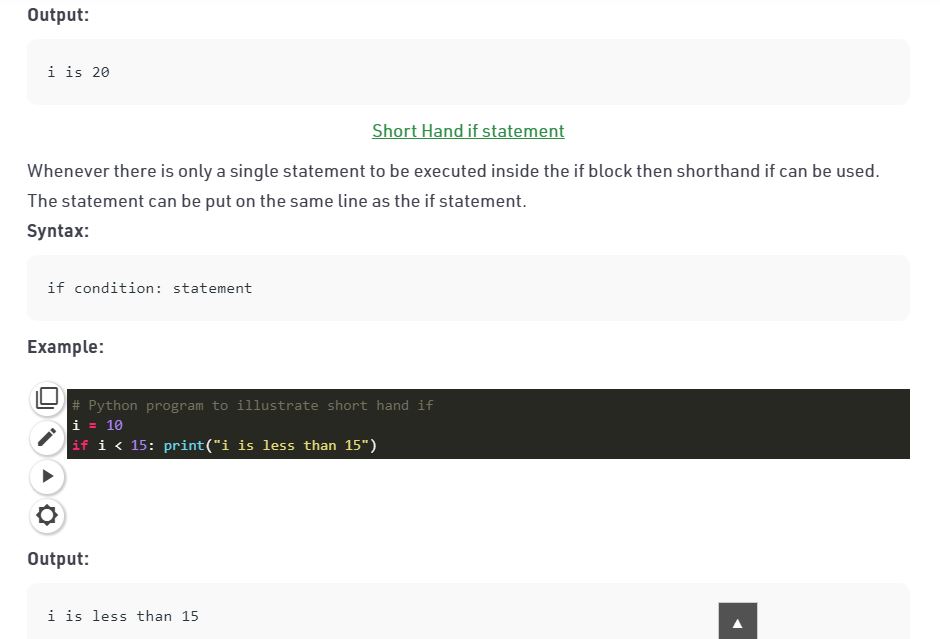 Output:
i is 20
Short Hand if statement
Whenever there is only a single statement to be executed inside the if block then shorthand if can be used.
The statement can be put on the same line as the if statement.
Syntax:
if condition: statement
Example:
# Python program to illustrate short hand if
i = 10
if i < 15: print("i is less than 15")
Output:
i is less than 15